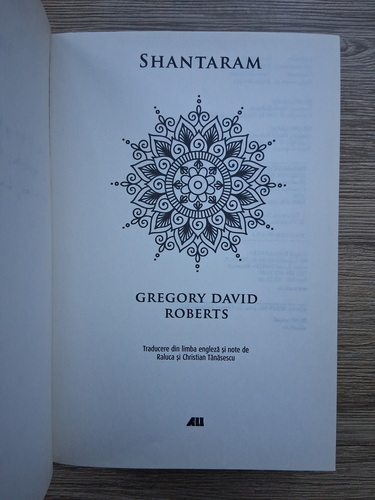 SHANTARAM
GREGORY DAVID
ROBERTS
Traducere din limba engleză și note de
Raluca și Christian Tănăsescu
ALL